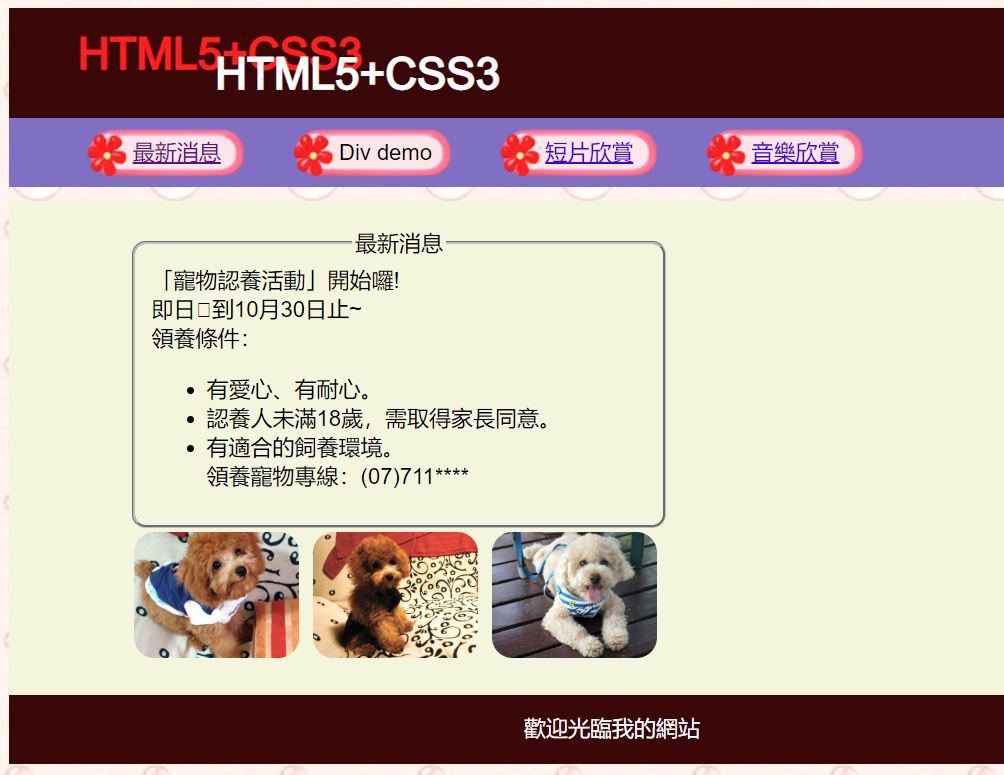 HTML5+CSS3
HTML5+CSS3
最新消息 Div demo 短片欣賞 音樂欣賞
最新消息
「寵物認養活動」開始囉!
即日□到10月30日止~
領養條件：
有愛心、有耐心。
認養人未滿18歲，需取得家長同意。
有適合的飼養環境。
領養寵物專線：(07)711****
歡迎光臨我的網站